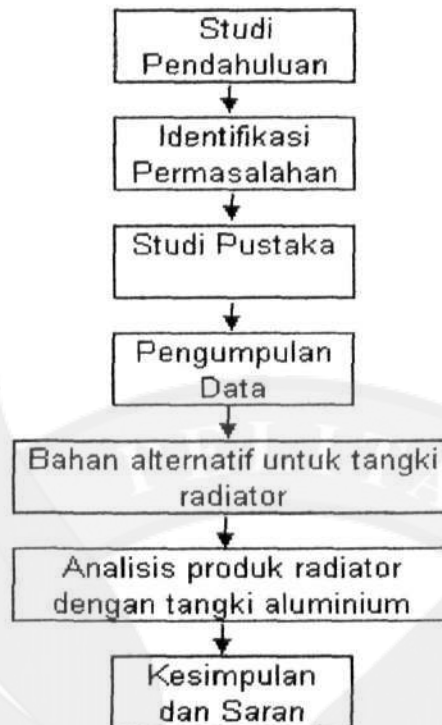 Studi
Pendahuluan
Identifikasi
Permasalahan
Studi Pustaka
Pengumpulan
Data
Bahan alternatif untuk tangki
radiator
Analisis produk radiator
dengan tangki aluminium
Kesimpulan
dan Saran